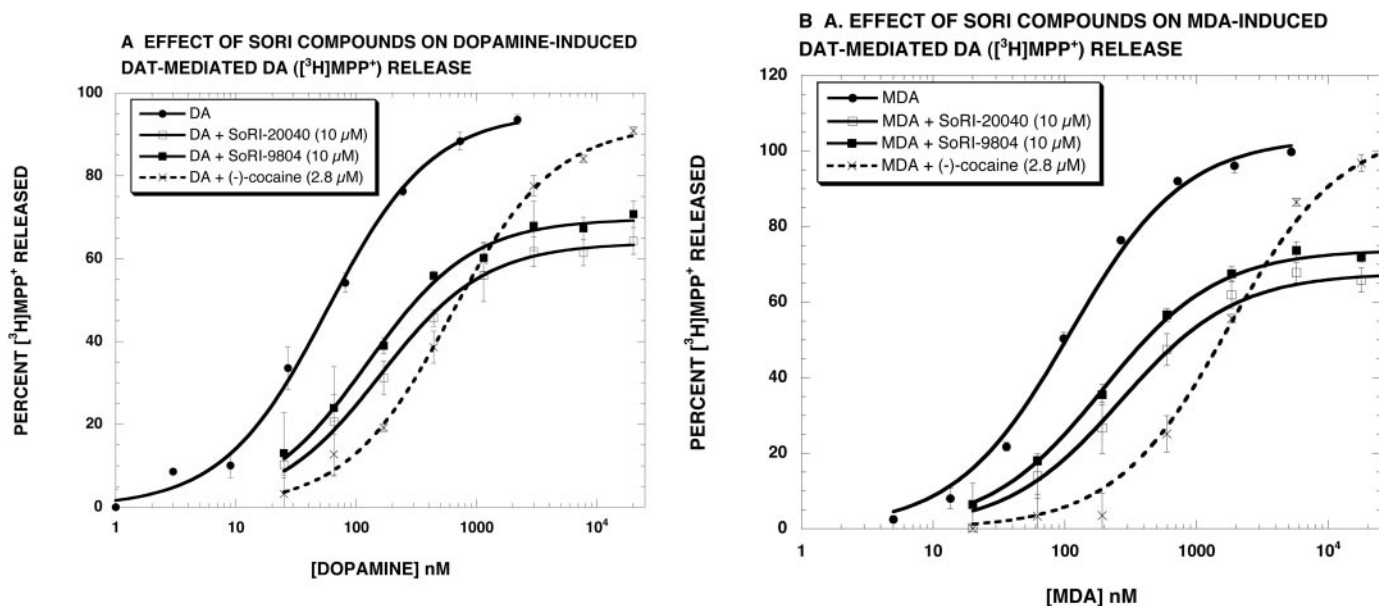 A EFFECT OF SORI COMPOUNDS ON DOPAMINE-INDUCED
DAT-MEDIATED DA ([³H]MPP⁺) RELEASE
100
80
60
40
20
0
PERCENT [³H]MPP⁺ RELEASED
DA
DA + SoRI-20040 (10 µM)
DA + SoRI-9804 (10 µM)
DA + (-)-cocaine (2.8 µM)
1
10
100
1000
10⁴
[DOPAMINE] nM
B A. EFFECT OF SORI COMPOUNDS ON MDA-INDUCED
DAT-MEDIATED DA ([³H]MPP⁺) RELEASE
120
100
80
60
40
20
0
PERCENT [³H]MPP⁺ RELEASED
MDA
MDA + SoRI-20040 (10 µM)
MDA + SoRI-9804 (10 µM)
MDA + (-)-cocaine (2.8 µM)
1
10
100
1000
10⁴
[MDA] nM